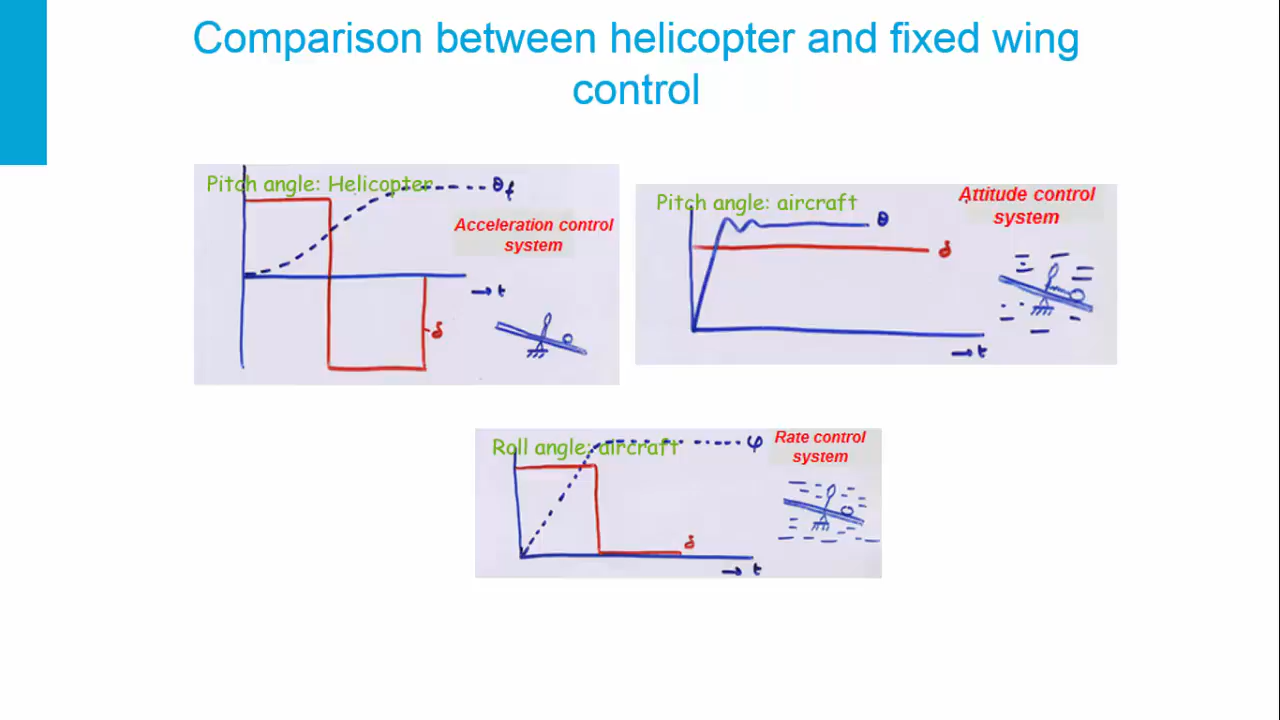 Comparison between helicopter and fixed wing
control
Pitch angle: Helicopter
θf
Acceleration control
system
t
δ
Pitch angle: aircraft
θ
Attitude control
system
δ
t
Roll angle: aircraft
φ
Rate control
system
δ
t